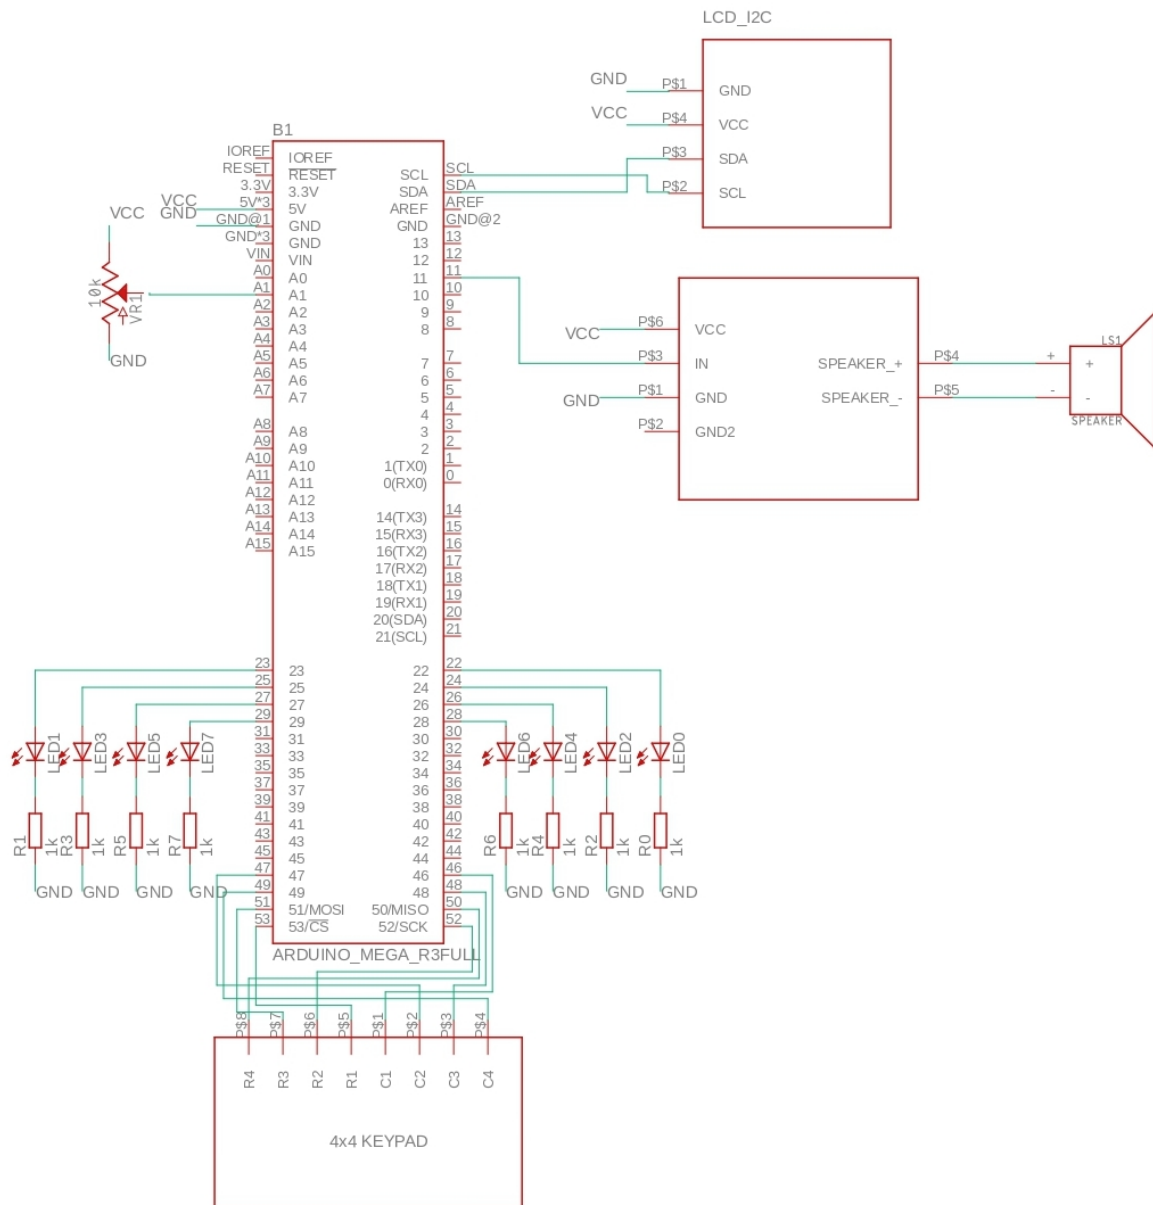 LCD_I2C
GND P$1 GND
VCC P$4 VCC
P$3 SDA
P$2 SCL
B1
IOREF IOREF
RESET RESET SCL SCL
3.3V 3.3V SDA SDA
VCC 5V*3 5V AREF AREF
GND GND@1 GND GND GND@2
GND*3 GND 13 13
VIN VIN 12 12
A0 A0 11 11
A1 A1 10 10
A2 A2 9 9
A3 A3 8 8
A4 A4
A5 A5 7 7
A6 A6 6 6
A7 A7 5 5
4 4
A8 A8 3 3
A9 A9 2 2
A10 A10 1(TX0) 1
A11 A11 0(RX0) 0
A12 A12
A13 A13 14(TX3) 14
A14 A14 15(RX3) 15
A15 A15 16(TX2) 16
17(RX2) 17
18(TX1) 18
19(RX1) 19
20(SDA) 20
21(SCL) 21
23 23 22 22
25 25 24 24
27 27 26 26
29 29 28 28
31 31 30 30
33 33 32 32
35 35 34 34
37 37 36 36
39 39 38 38
41 41 40 40
43 43 42 42
45 45 44 44
47 47 46 46
49 49 48 48
51 51/MOSI 50/MISO 50
53 53/CS 52/SCK 52
ARDUINO_MEGA_R3FULL
VCC
10k
VR1
GND
VCC P$6 VCC
P$3 IN SPEAKER_+ P$4
GND P$1 GND SPEAKER_- P$5
P$2 GND2
LS1
+ +
- -
SPEAKER
LED1 LED3 LED5 LED7 LED6 LED4 LED2 LED0
R1 1k R3 1k R5 1k R7 1k R6 1k R4 1k R2 1k R0 1k
GND GND GND GND GND GND GND GND
P$8 P$7 P$6 P$5 P$1 P$2 P$3 P$4
R4 R3 R2 R1 C1 C2 C3 C4
4x4 KEYPAD